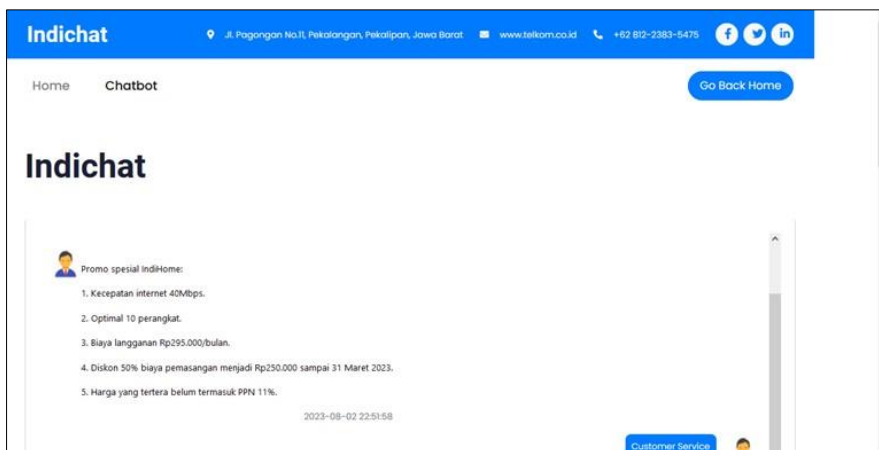 Indichat
Jl. Pagongan No.11, Pekalongan, Pekalipan, Jawa Barat
www.telkom.co.id
+62 812-2383-5475
Home
Chatbot
Go Back Home
Indichat
Promo spesial IndiHome:
1. Kecepatan internet 40Mbps.
2. Optimal 10 perangkat.
3. Biaya langganan Rp295.000/bulan.
4. Diskon 50% biaya pemasangan menjadi Rp250.000 sampai 31 Maret 2023.
5. Harga yang tertera belum termasuk PPN 11%.
2023-08-02 22:51:58
Customer Service